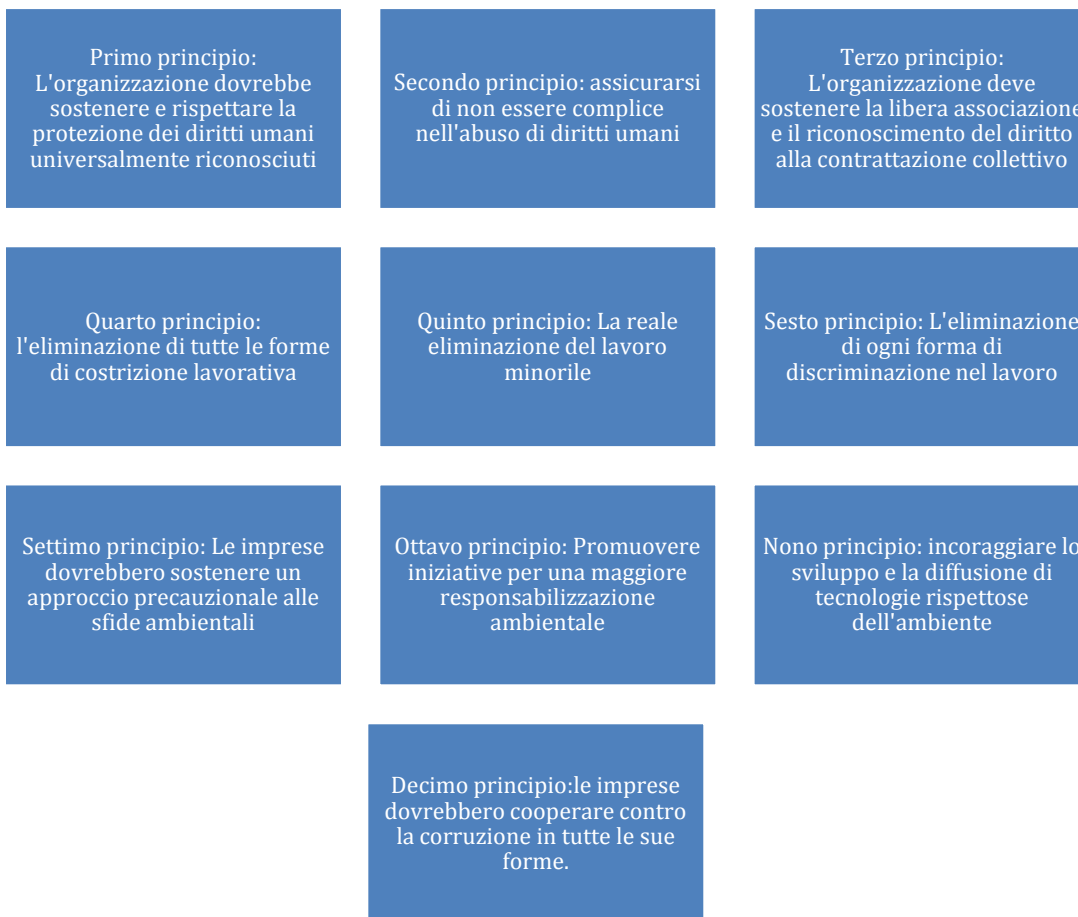 Primo principio:
L'organizzazione dovrebbe
sostenere e rispettare la
protezione dei diritti umani
universalmente riconosciuti
Secondo principio: assicurarsi
di non essere complice
nell'abuso di diritti umani
Terzo principio:
L'organizzazione deve
sostenere la libera associazione
e il riconoscimento del diritto
alla contrattazione collettivo
Quarto principio:
l'eliminazione di tutte le forme
di costrizione lavorativa
Quinto principio: La reale
eliminazione del lavoro
minorile
Sesto principio: L'eliminazione
di ogni forma di
discriminazione nel lavoro
Settimo principio: Le imprese
dovrebbero sostenere un
approccio precauzionale alle
sfide ambientali
Ottavo principio: Promuovere
iniziative per una maggiore
responsabilizzazione
ambientale
Nono principio: incoraggiare lo
sviluppo e la diffusione di
tecnologie rispettose
dell'ambiente
Decimo principio:le imprese
dovrebbero cooperare contro
la corruzione in tutte le sue
forme.